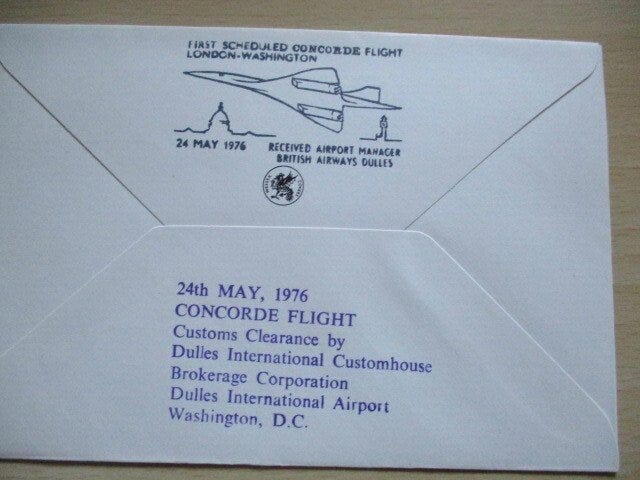 FIRST SCHEDULED CONCORDE FLIGHT
LONDON-WASHINGTON
24 MAY 1976
RECEIVED AIRPORT MANAGER
BRITISH AIRWAYS DULLES
24th MAY, 1976
CONCORDE FLIGHT
Customs Clearance by
Dulles International Customhouse
Brokerage Corporation
Dulles International Airport
Washington, D.C.